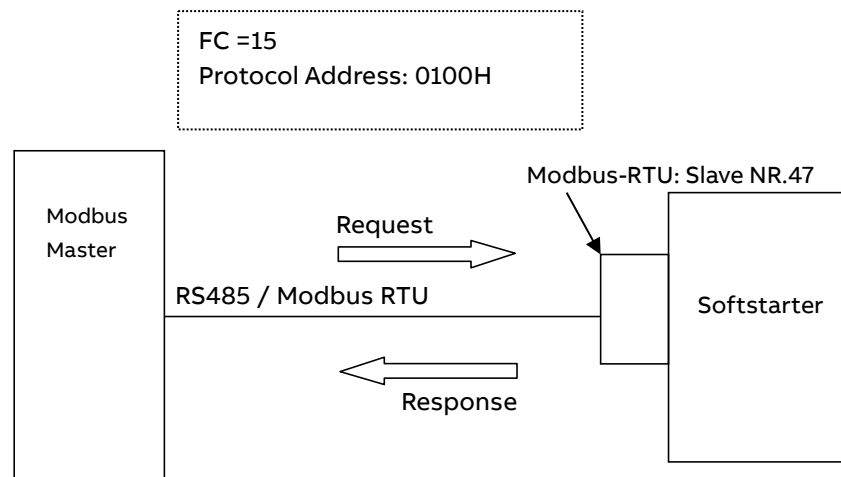 FC =15
Protocol Address: 0100H
Modbus-RTU: Slave NR.47
Modbus
Master
Request
RS485 / Modbus RTU
Softstarter
Response